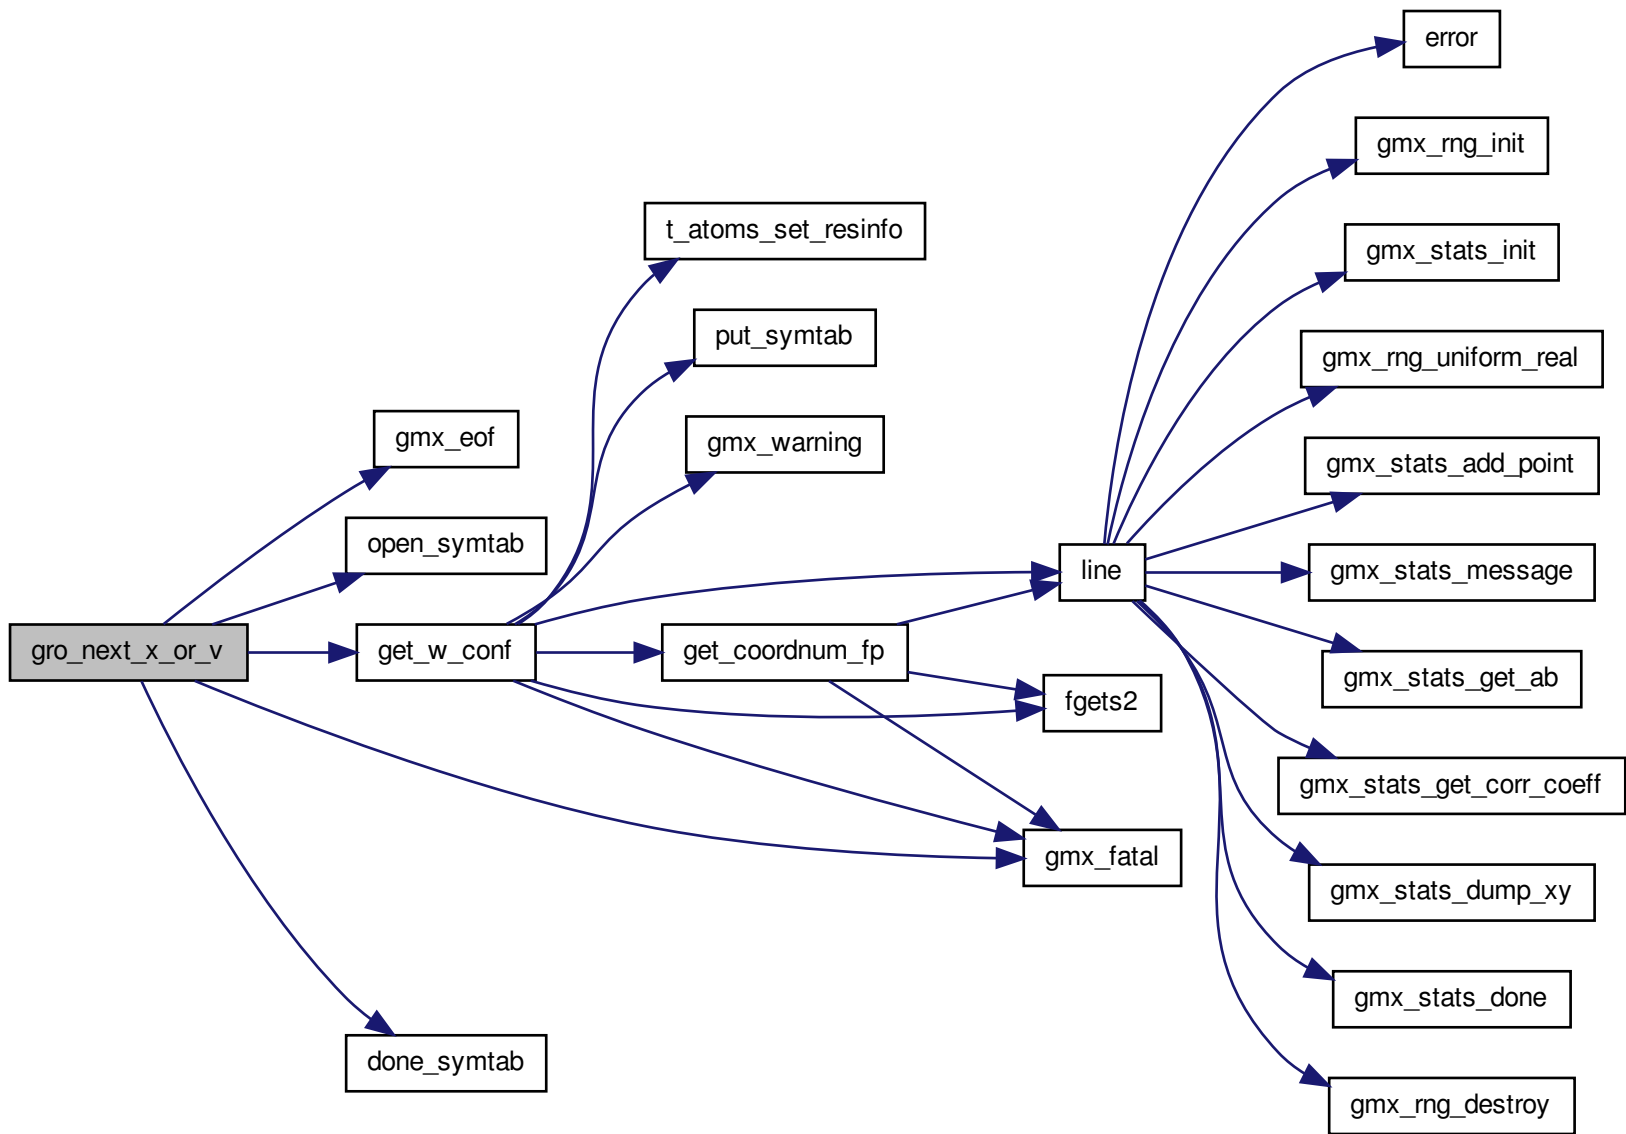 error
gmx_rng_init
t_atoms_set_resinfo
gmx_stats_init
put_symtab
gmx_rng_uniform_real
gmx_eof
gmx_warning
gmx_stats_add_point
open_symtab
line
gmx_stats_message
gro_next_x_or_v
get_w_conf
get_coordnum_fp
fgets2
gmx_stats_get_ab
gmx_stats_get_corr_coeff
gmx_fatal
gmx_stats_dump_xy
gmx_stats_done
done_symtab
gmx_rng_destroy